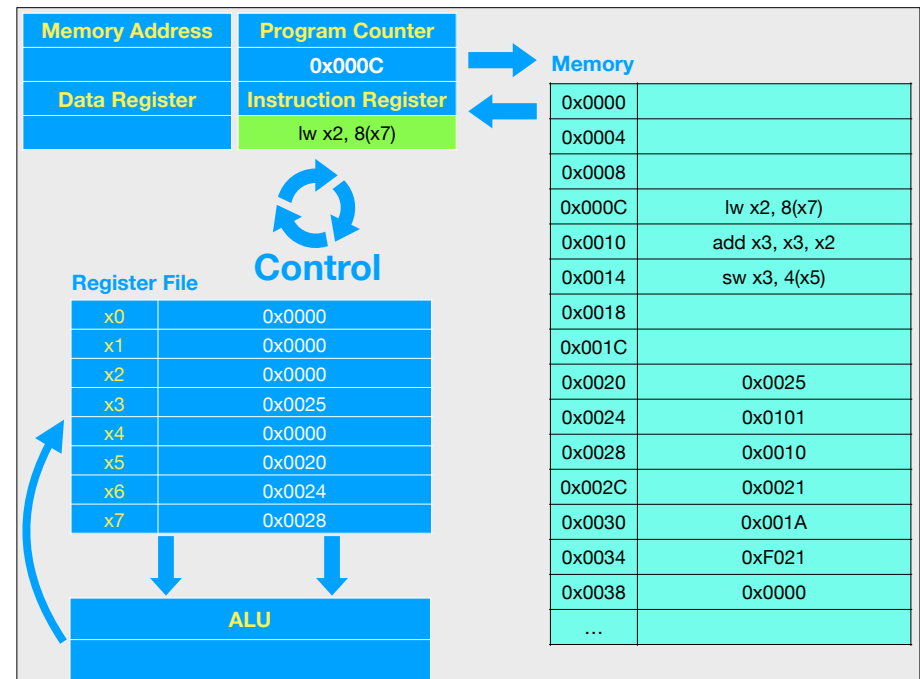 Memory Address Program Counter
0x000C
Data Register Instruction Register
lw x2, 8(x7)
Control
Register File
x0 0x0000
x1 0x0000
x2 0x0000
x3 0x0025
x4 0x0000
x5 0x0020
x6 0x0024
x7 0x0028
ALU
Memory
0x0000
0x0004
0x0008
0x000C lw x2, 8(x7)
0x0010 add x3, x3, x2
0x0014 sw x3, 4(x5)
0x0018
0x001C
0x0020 0x0025
0x0024 0x0101
0x0028 0x0010
0x002C 0x0021
0x0030 0x001A
0x0034 0xF021
0x0038 0x0000
…